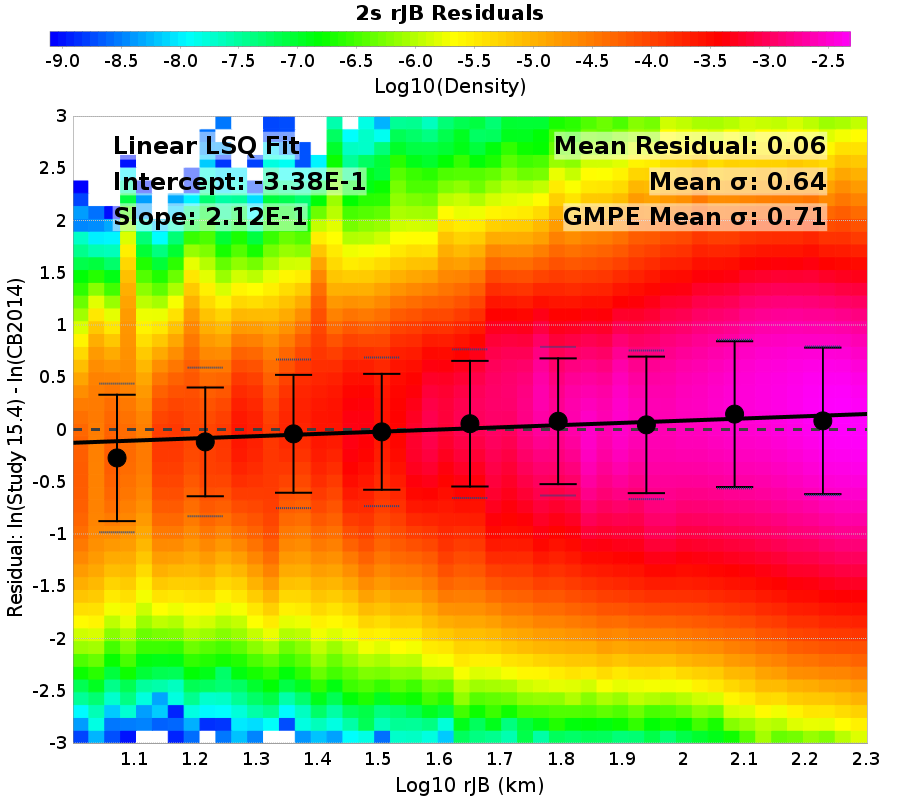 2s rJB Residuals
-9.0 -8.5 -8.0 -7.5 -7.0 -6.5 -6.0 -5.5 -5.0 -4.5 -4.0 -3.5 -3.0 -2.5
Log10(Density)
Linear LSQ Fit
Intercept: -3.38E-1
Slope: 2.12E-1
Mean Residual: 0.06
Mean σ: 0.64
GMPE Mean σ: 0.71
Residual: ln(Study 15.4) - ln(CB2014)
3
2.5
2
1.5
1
0.5
0
-0.5
-1
-1.5
-2
-2.5
-3
1.1 1.2 1.3 1.4 1.5 1.6 1.7 1.8 1.9 2 2.1 2.2 2.3
Log10 rJB (km)